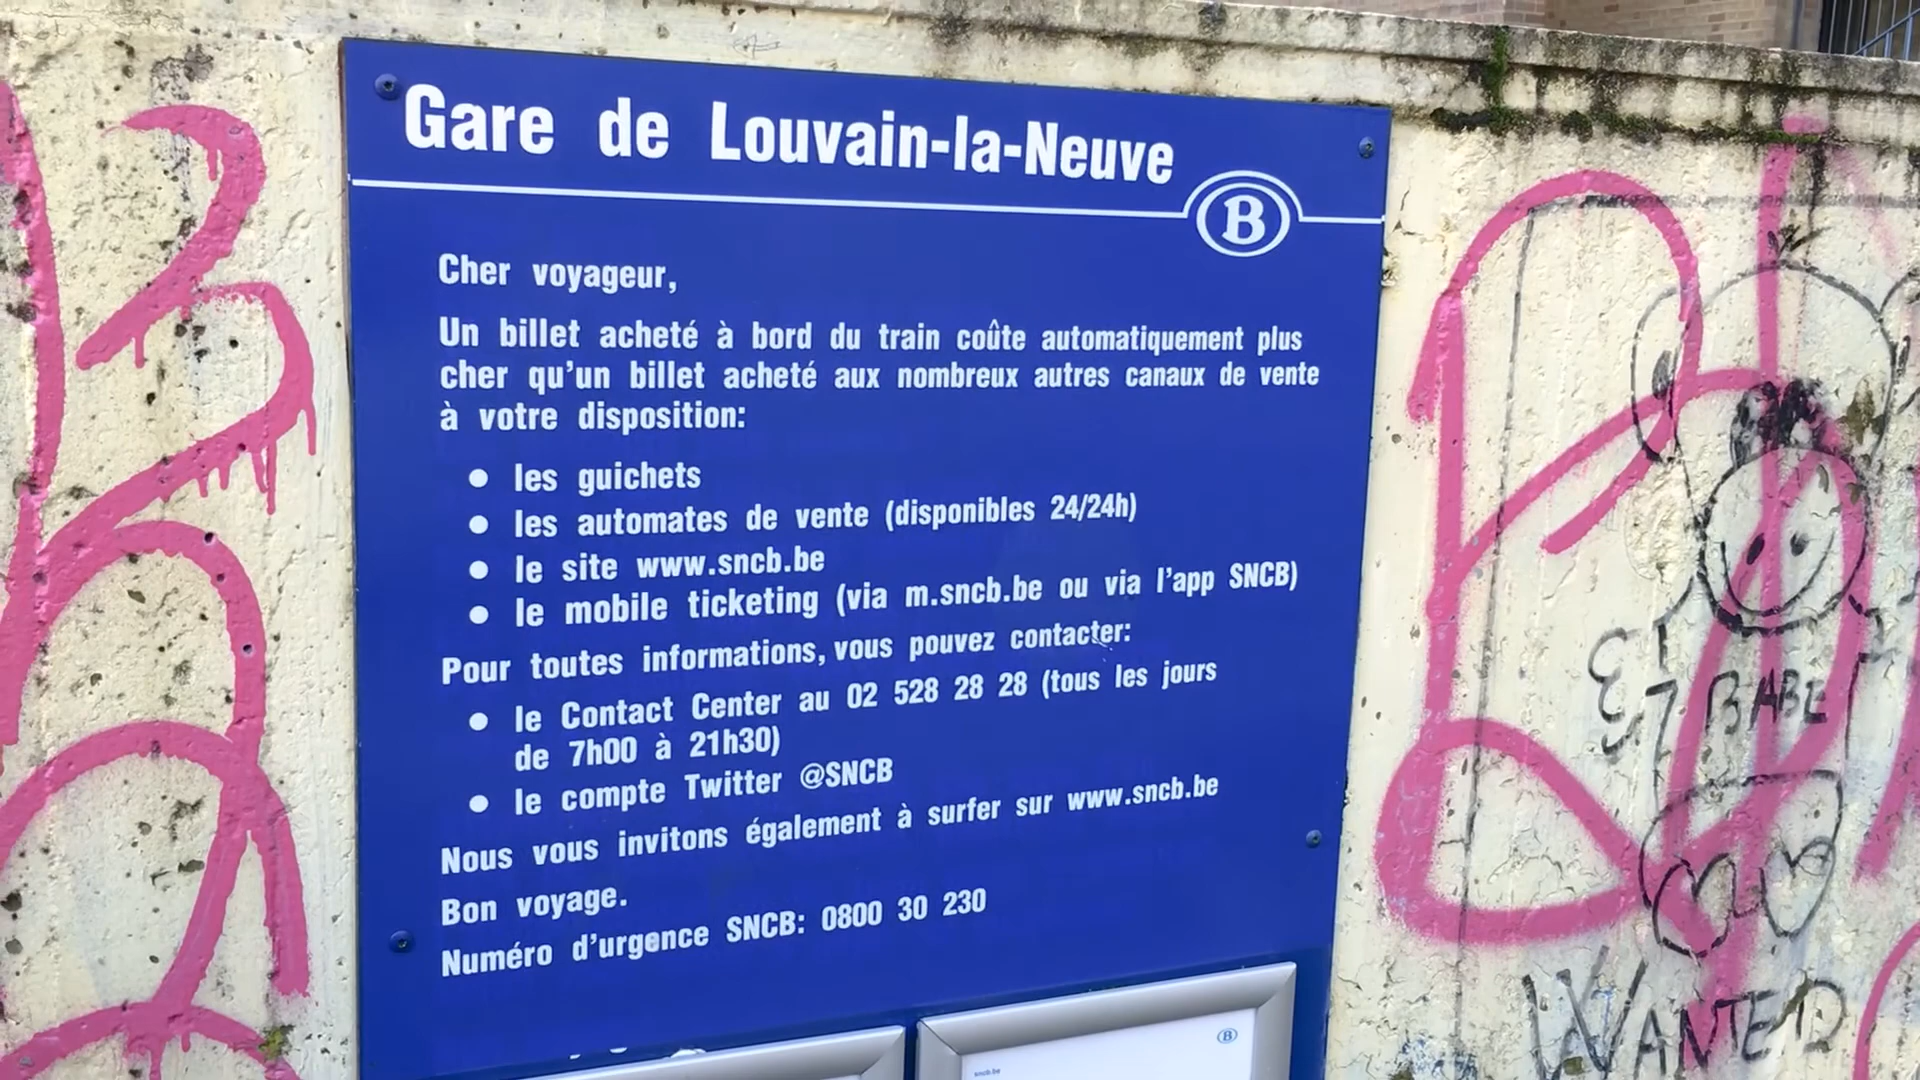 Gare de Louvain-la-Neuve
B
Cher voyageur,
Un billet acheté à bord du train coûte automatiquement plus
cher qu'un billet acheté aux nombreux autres canaux de vente
à votre disposition:
● les guichets
● les automates de vente (disponibles 24/24h)
● le site www.sncb.be
● le mobile ticketing (via m.sncb.be ou via l'app SNCB)
Pour toutes informations, vous pouvez contacter:
● le Contact Center au 02 528 28 28 (tous les jours
de 7h00 à 21h30)
● le compte Twitter @SNCB
Nous vous invitons également à surfer sur www.sncb.be
Bon voyage.
Numéro d'urgence SNCB: 0800 30 230
B
sncb.be
BABE
WANTED